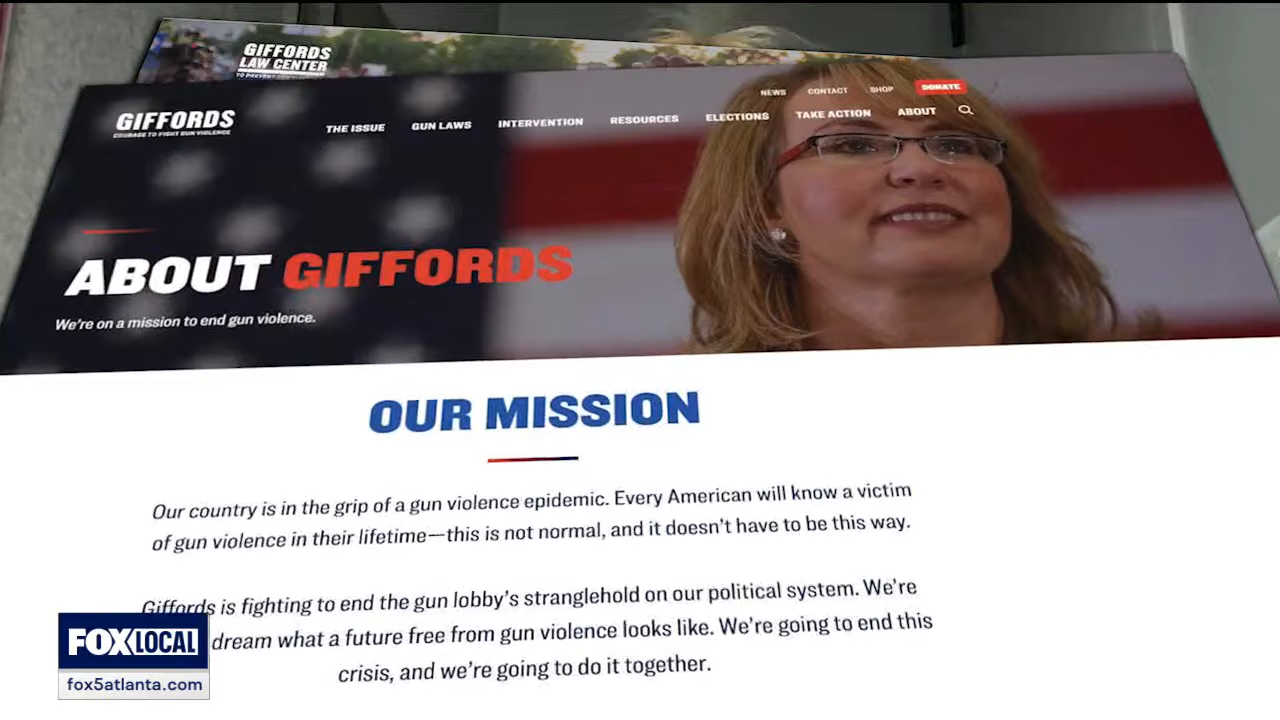 GIFFORDS
LAW CENTER
GIFFORDS
COURAGE TO FIGHT GUN VIOLENCE
NEWS CONTACT SHOP DONATE
THE ISSUE GUN LAWS INTERVENTION RESOURCES ELECTIONS TAKE ACTION ABOUT
ABOUT GIFFORDS
We're on a mission to end gun violence.
OUR MISSION
Our country is in the grip of a gun violence epidemic. Every American will know a victim
of gun violence in their lifetime—this is not normal, and it doesn't have to be this way.
Giffords is fighting to end the gun lobby's stranglehold on our political system. We're
dream what a future free from gun violence looks like. We're going to end this
crisis, and we're going to do it together.
FOX LOCAL
fox5atlanta.com